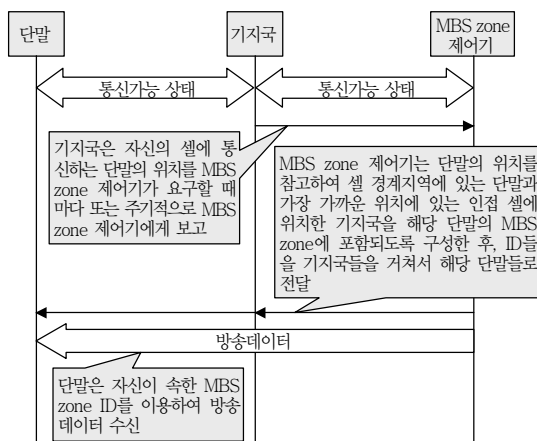 단말
기지국
MBS zone
제어기
통신가능 상태
통신가능 상태
기지국은 자신의 셀에 통
신하는 단말의 위치를 MBS
zone 제어기가 요구할 때
마다 또는 주기적으로 MBS
zone 제어기에게 보고
MBS zone 제어기는 단말의 위치를
참고하여 셀 경계지역에 있는 단말과
가장 가까운 위치에 있는 인접 셀에
위치한 기지국을 해당 단말의 MBS
zone에 포함되도록 구성한 후, ID들
을 기지국들을 거쳐서 해당 단말들로
전달
방송데이터
단말은 자신이 속한 MBS
zone ID를 이용하여 방송
데이터 수신